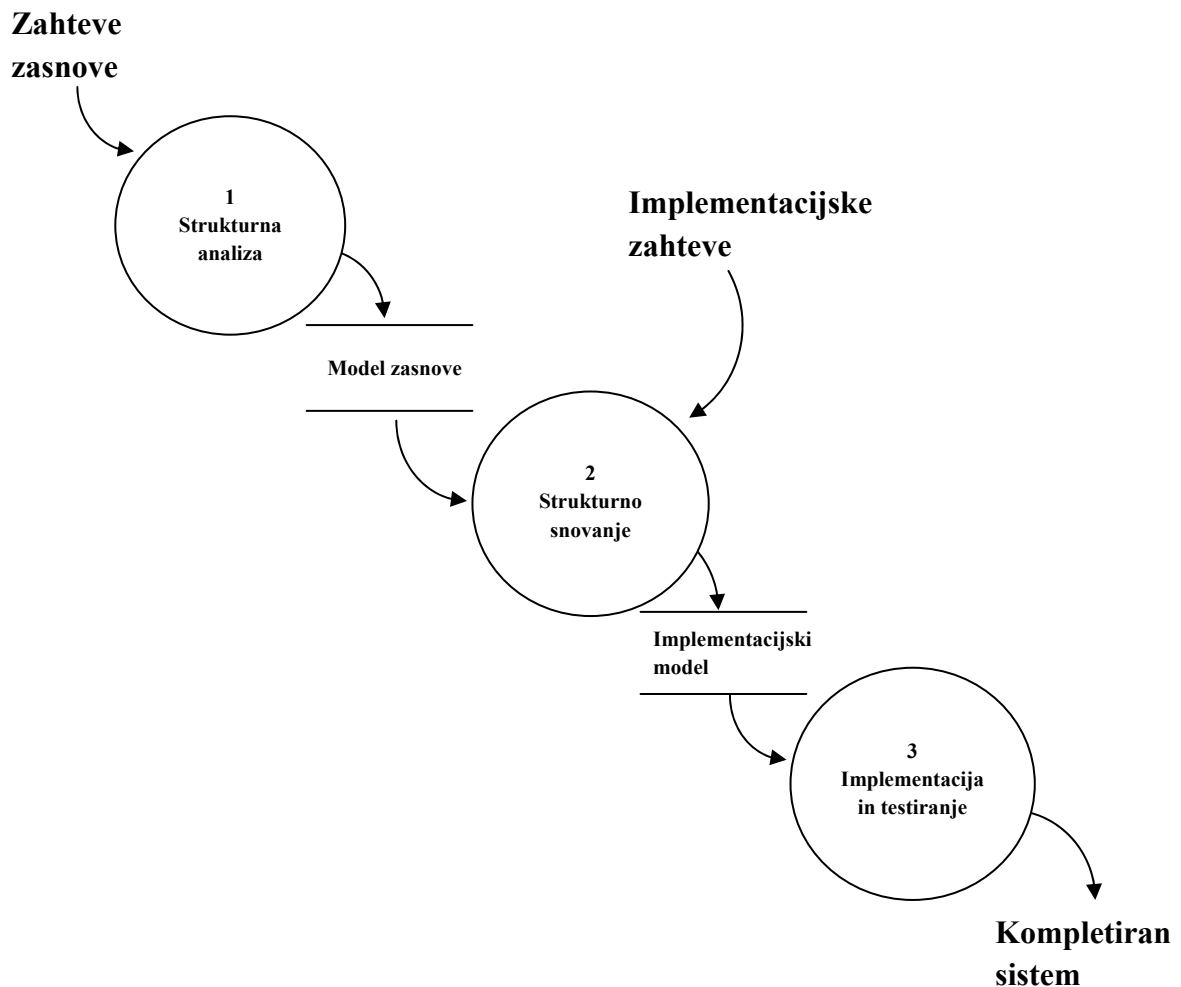 Zahteve
zasnove
1
Strukturna
analiza
Implementacijske
zahteve
Model zasnove
2
Strukturno
snovanje
Implementacijski
model
3
Implementacija
in testiranje
Kompletiran
sistem